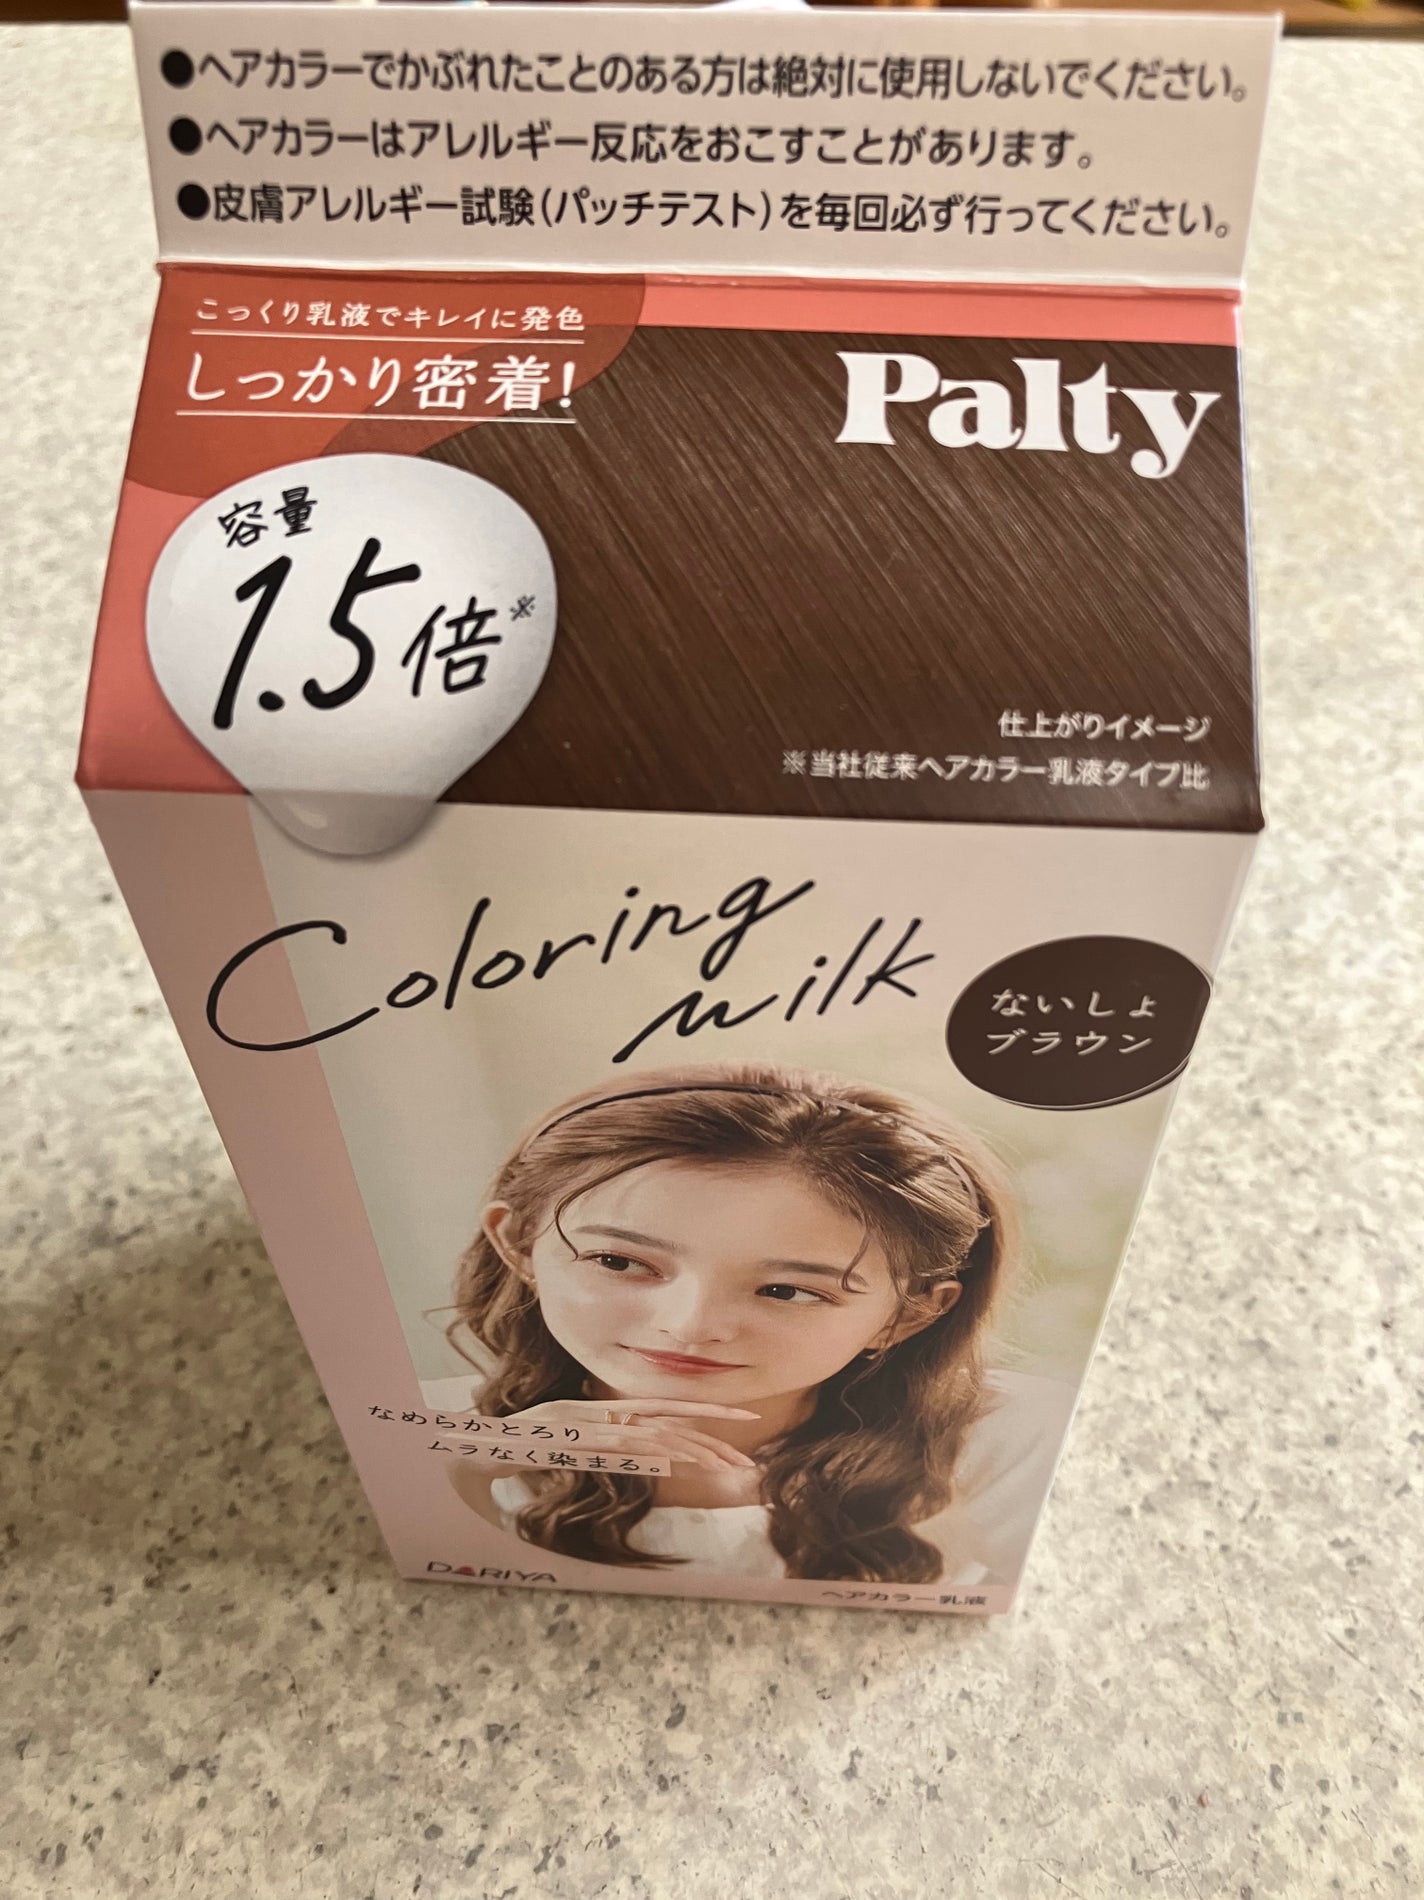 ●ヘアカラーでかぶれたことのある方は絶対に使用しないでください。
●ヘアカラーはアレルギー反応をおこすことがあります。
●皮膚アレルギー試験(パッチテスト)を毎回必ず行ってください。
こっくり乳液でキレイに発色
しっかり密着!
Palty
容量
1.5倍※
仕上がりイメージ
※当社従来ヘアカラー乳液タイプ比
Coloring
milk
ないしょ
ブラウン
なめらかとろり
ムラなく染まる。
DARIYA
ヘアカラー乳液